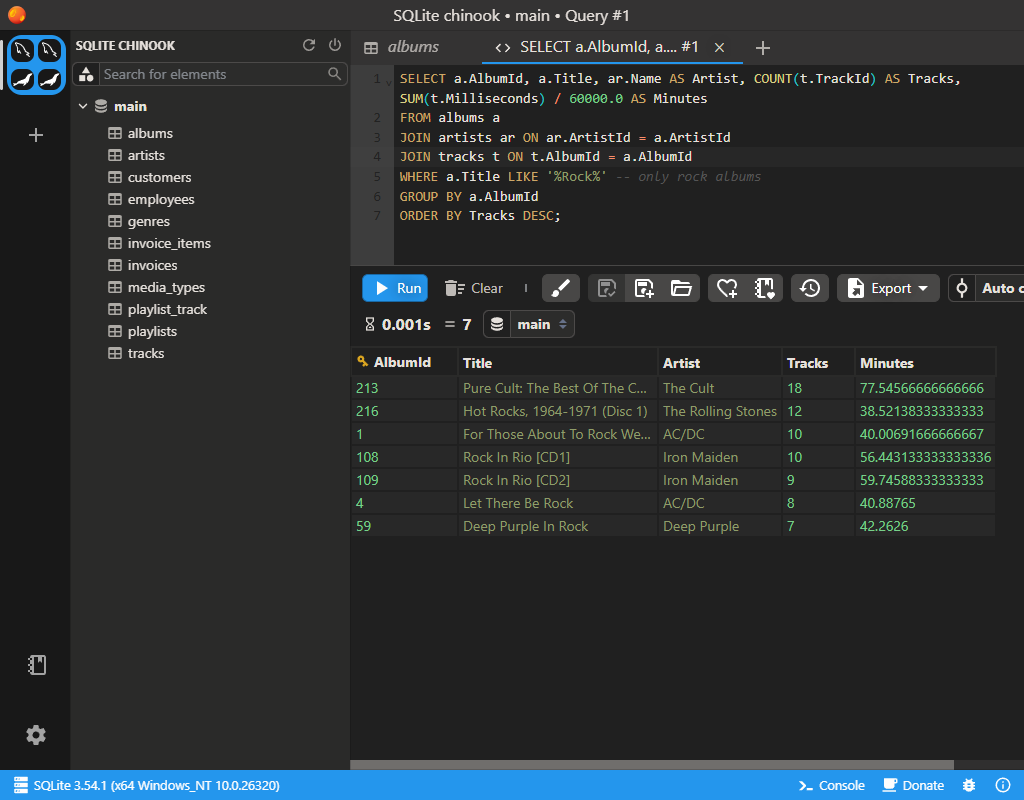 SQLite chinook • main • Query #1
SQLITE CHINOOK
Search for elements
main
albums
artists
customers
employees
genres
invoice_items
invoices
media_types
playlist_track
playlists
tracks
albums
<> SELECT a.AlbumId, a.... #1 ×
1 SELECT a.AlbumId, a.Title, ar.Name AS Artist, COUNT(t.TrackId) AS Tracks,
SUM(t.Milliseconds) / 60000.0 AS Minutes
2 FROM albums a
3 JOIN artists ar ON ar.ArtistId = a.ArtistId
4 JOIN tracks t ON t.AlbumId = a.AlbumId
5 WHERE a.Title LIKE '%Rock%' -- only rock albums
6 GROUP BY a.AlbumId
7 ORDER BY Tracks DESC;
Run Clear Export Auto c
0.001s = 7 main
AlbumId Title Artist Tracks Minutes
213 Pure Cult: The Best Of The C... The Cult 18 77.54566666666666
216 Hot Rocks, 1964-1971 (Disc 1) The Rolling Stones 12 38.52138333333333
1 For Those About To Rock We... AC/DC 10 40.00691666666667
108 Rock In Rio [CD1] Iron Maiden 10 56.443133333333336
109 Rock In Rio [CD2] Iron Maiden 9 59.74588333333333
4 Let There Be Rock AC/DC 8 40.88765
59 Deep Purple In Rock Deep Purple 7 42.2626
SQLite 3.54.1 (x64 Windows_NT 10.0.26320)
Console Donate